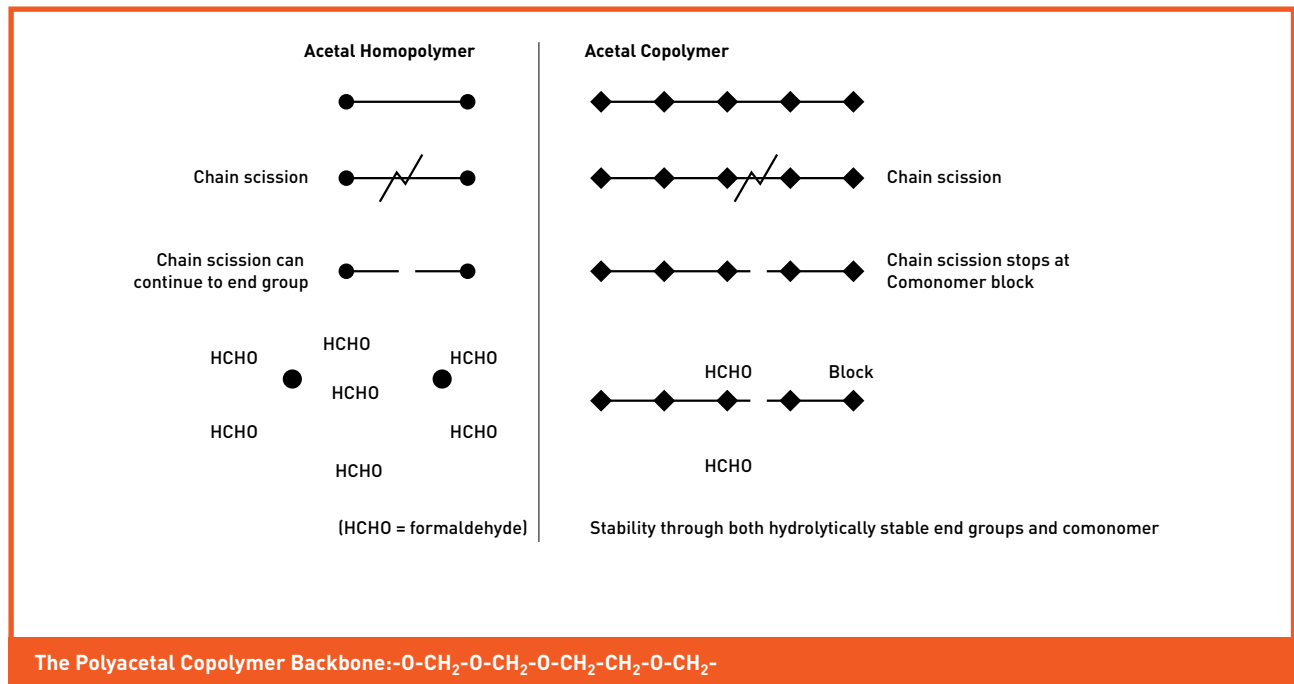 Acetal Homopolymer
Chain scission
Chain scission can
continue to end group
HCHO
HCHO
HCHO
HCHO
HCHO
HCHO
HCHO
(HCHO = formaldehyde)
Acetal Copolymer
Chain scission
Chain scission stops at
Comonomer block
HCHO
Block
HCHO
Stability through both hydrolytically stable end groups and comonomer
The Polyacetal Copolymer Backbone:-O-CH₂-O-CH₂-O-CH₂-CH₂-O-CH₂-